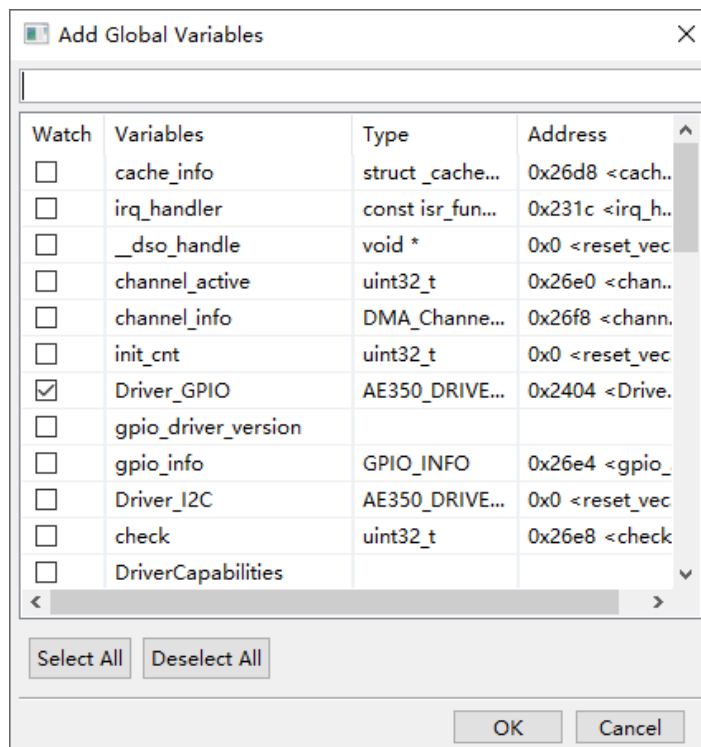 Add Global Variables
Watch Variables Type Address
cache_info struct _cache... 0x26d8 <cach..
irq_handler const isr_fun... 0x231c <irq_h..
__dso_handle void * 0x0 <reset_vec
channel_active uint32_t 0x26e0 <chan..
channel_info DMA_Channe... 0x26f8 <chann.
init_cnt uint32_t 0x0 <reset_vec
Driver_GPIO AE350_DRIVE... 0x2404 <Drive.
gpio_driver_version
gpio_info GPIO_INFO 0x26e4 <gpio_
Driver_I2C AE350_DRIVE... 0x0 <reset_vec
check uint32_t 0x26e8 <check
DriverCapabilities
Select All Deselect All
OK Cancel